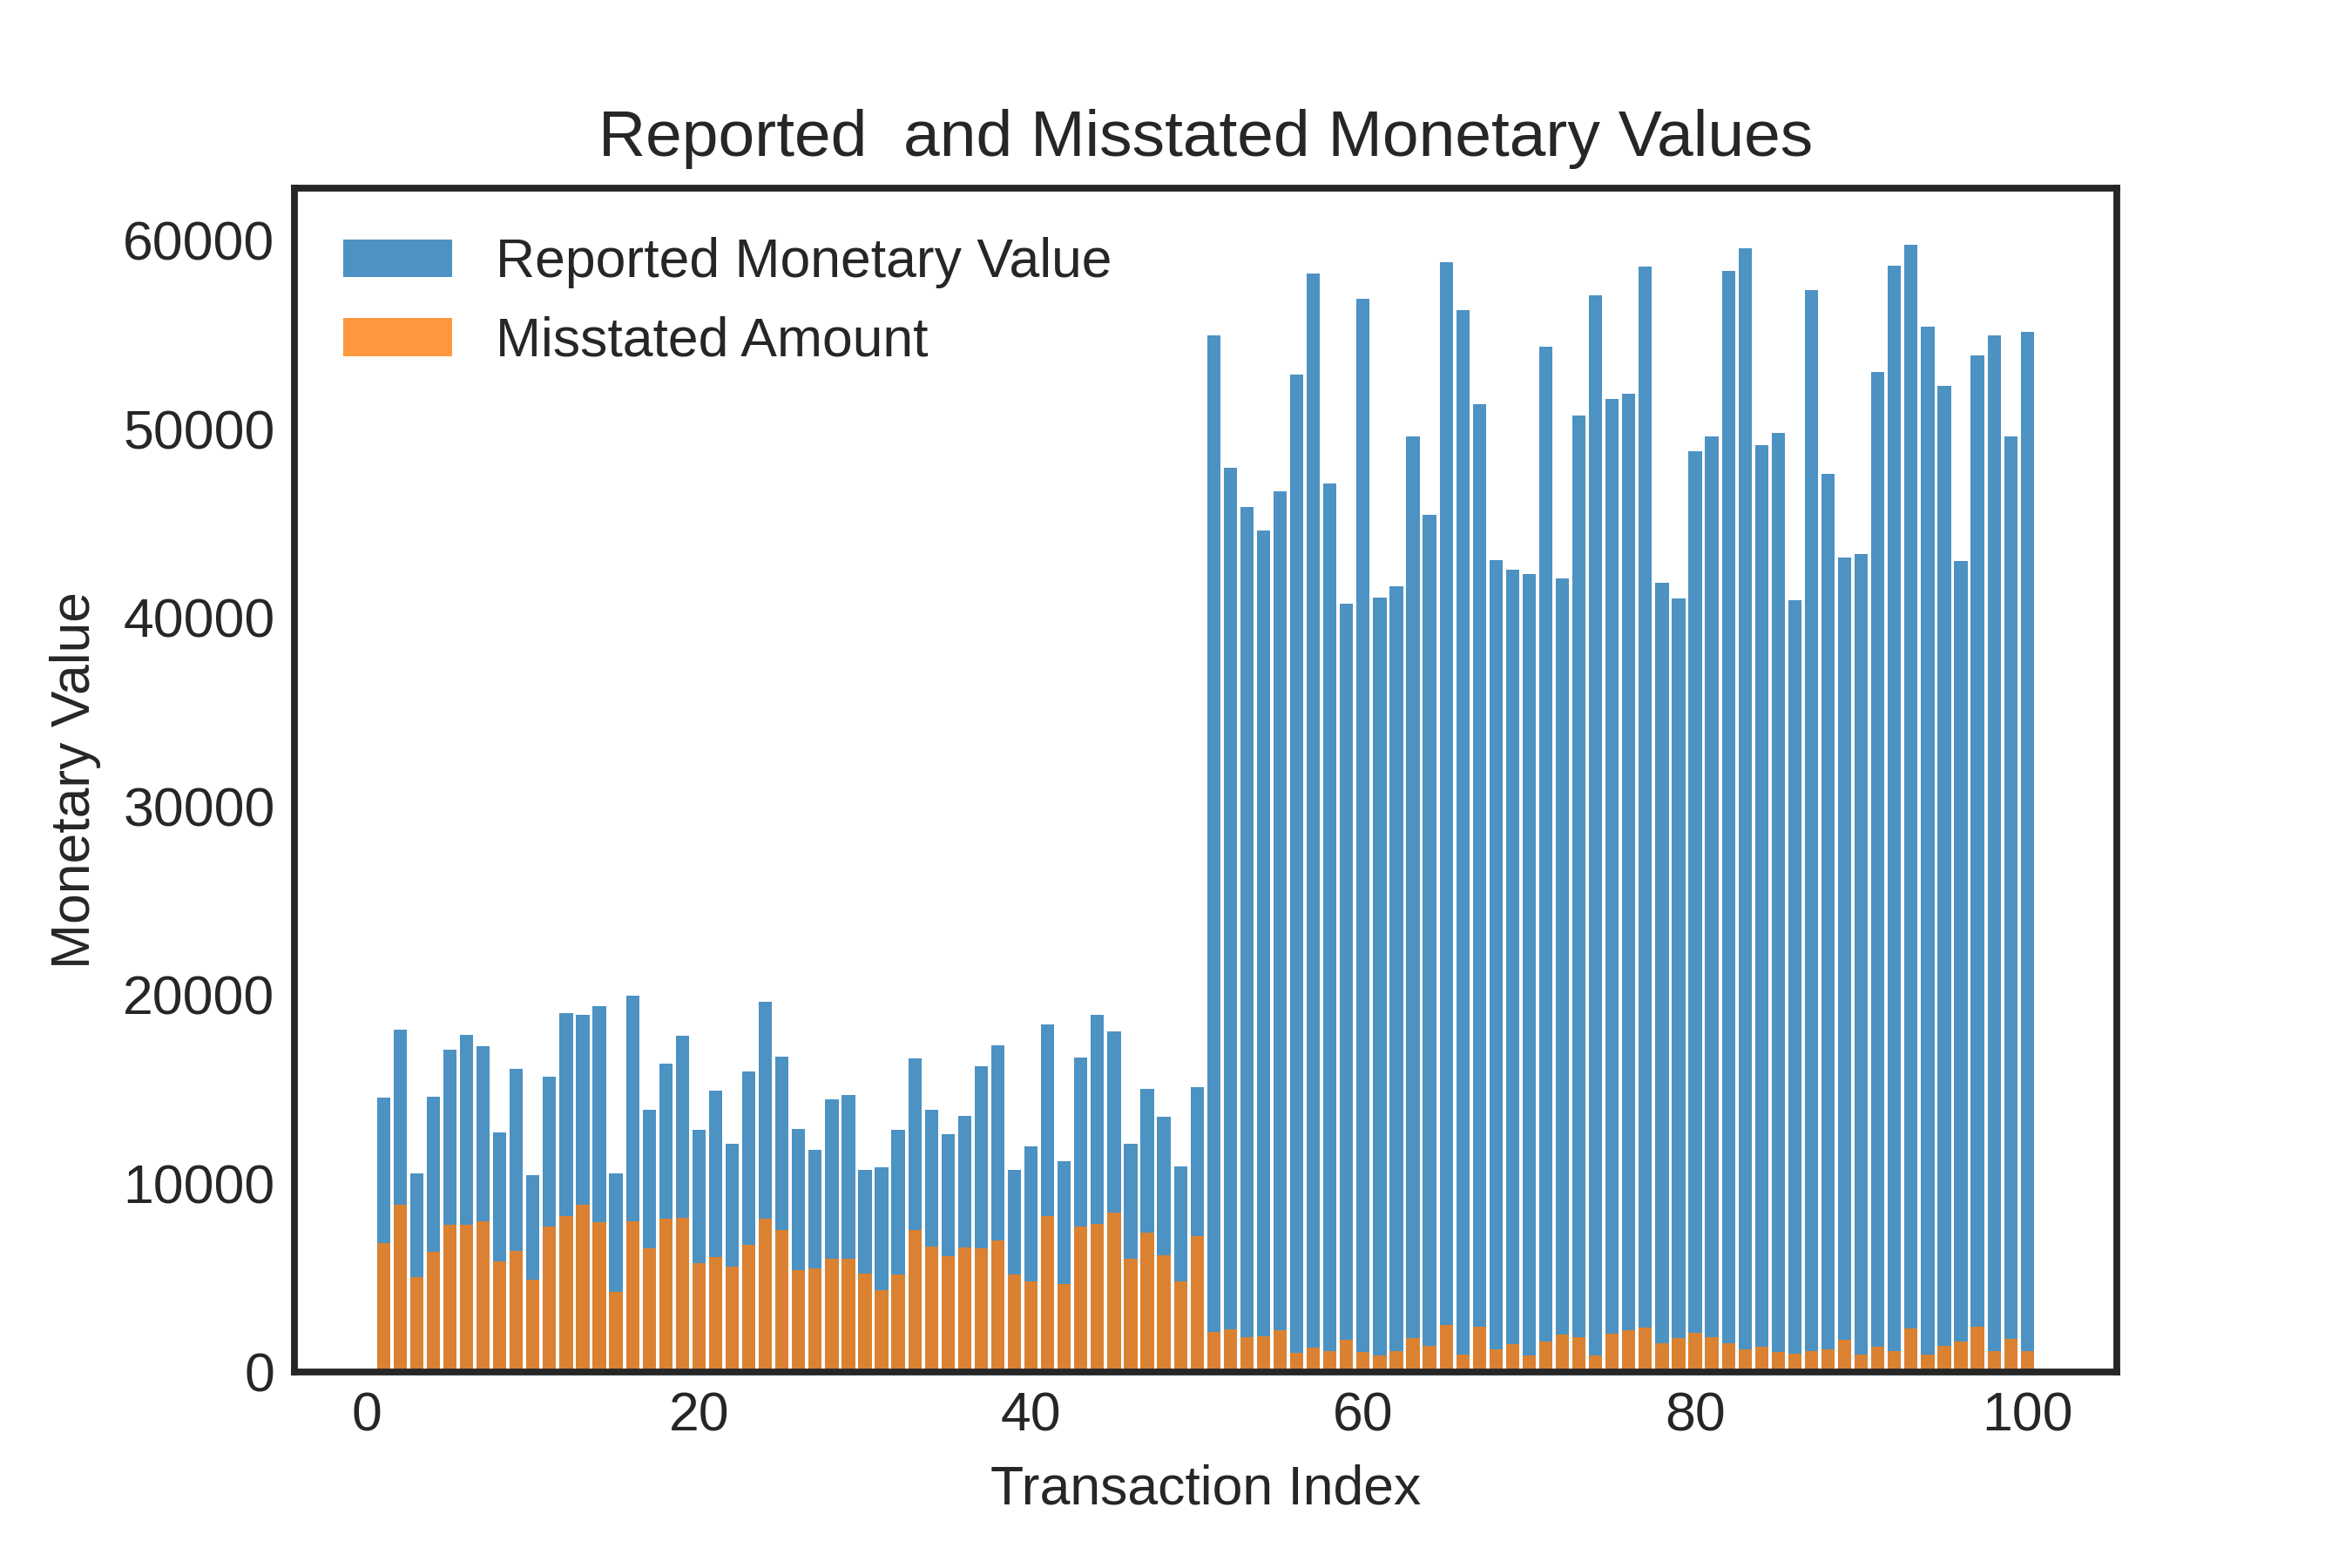 Reported  and Misstated Monetary Values
Reported Monetary Value
Misstated Amount
Monetary Value
60000
50000
40000
30000
20000
10000
0
0 20 40 60 80 100
Transaction Index